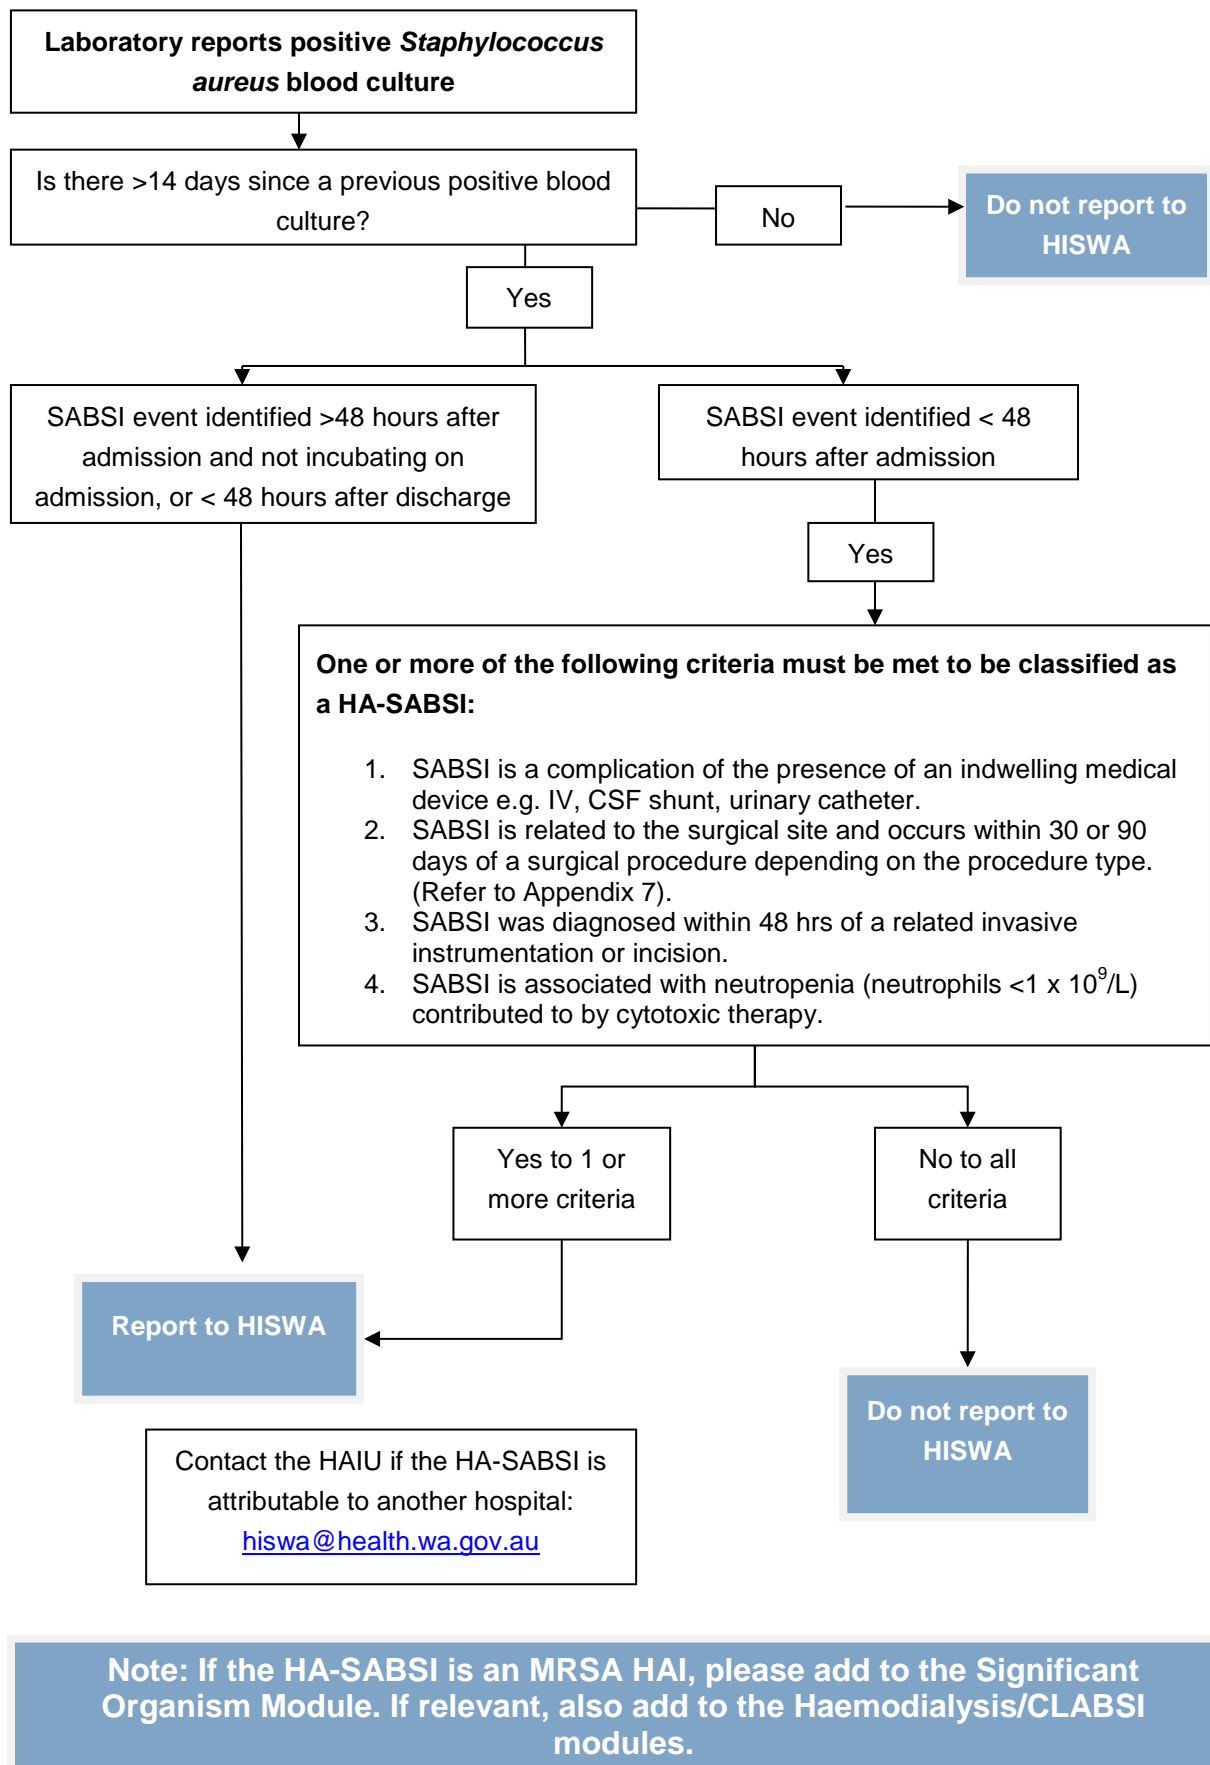 Laboratory reports positive Staphylococcus
aureus blood culture
Is there >14 days since a previous positive blood
culture?
No
Do not report to
HISWA
Yes
SABSI event identified >48 hours after
admission and not incubating on
admission, or < 48 hours after discharge
SABSI event identified < 48
hours after admission
Yes
One or more of the following criteria must be met to be classified as
a HA-SABSI:
1. SABSI is a complication of the presence of an indwelling medical
device e.g. IV, CSF shunt, urinary catheter.
2. SABSI is related to the surgical site and occurs within 30 or 90
days of a surgical procedure depending on the procedure type.
(Refer to Appendix 7).
3. SABSI was diagnosed within 48 hrs of a related invasive
instrumentation or incision.
4. SABSI is associated with neutropenia (neutrophils <1 x 10⁹/L)
contributed to by cytotoxic therapy.
Yes to 1 or
more criteria
No to all
criteria
Report to HISWA
Do not report to
HISWA
Contact the HAIU if the HA-SABSI is
attributable to another hospital:
hiswa@health.wa.gov.au
Note: If the HA-SABSI is an MRSA HAI, please add to the Significant
Organism Module. If relevant, also add to the Haemodialysis/CLABSI
modules.